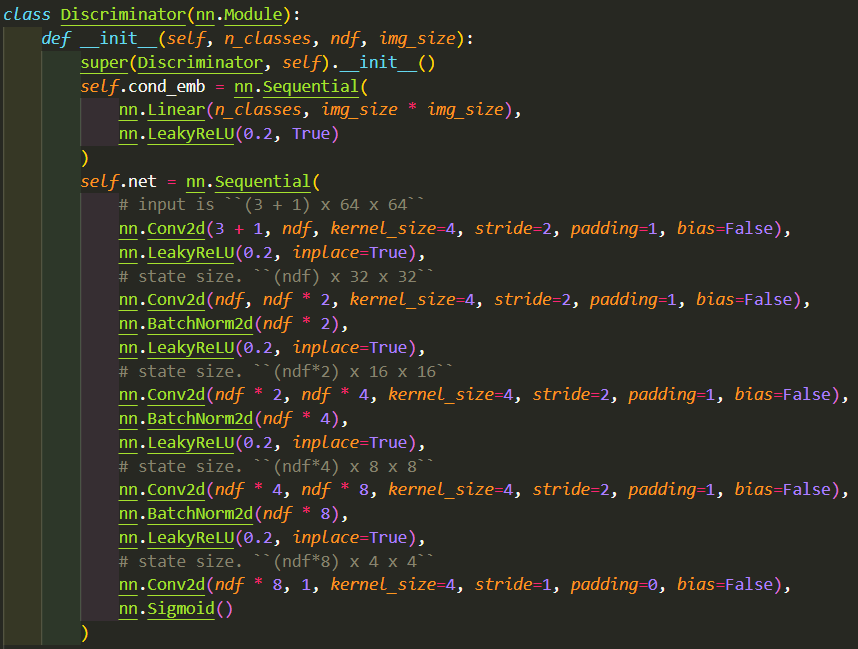 class Discriminator(nn.Module):
    def __init__(self, n_classes, ndf, img_size):
        super(Discriminator, self).__init__()
        self.cond_emb = nn.Sequential(
            nn.Linear(n_classes, img_size * img_size),
            nn.LeakyReLU(0.2, True)
        )
        self.net = nn.Sequential(
            # input is ``(3 + 1) x 64 x 64``
            nn.Conv2d(3 + 1, ndf, kernel_size=4, stride=2, padding=1, bias=False),
            nn.LeakyReLU(0.2, inplace=True),
            # state size. ``(ndf) x 32 x 32``
            nn.Conv2d(ndf, ndf * 2, kernel_size=4, stride=2, padding=1, bias=False),
            nn.BatchNorm2d(ndf * 2),
            nn.LeakyReLU(0.2, inplace=True),
            # state size. ``(ndf*2) x 16 x 16``
            nn.Conv2d(ndf * 2, ndf * 4, kernel_size=4, stride=2, padding=1, bias=False),
            nn.BatchNorm2d(ndf * 4),
            nn.LeakyReLU(0.2, inplace=True),
            # state size. ``(ndf*4) x 8 x 8``
            nn.Conv2d(ndf * 4, ndf * 8, kernel_size=4, stride=2, padding=1, bias=False),
            nn.BatchNorm2d(ndf * 8),
            nn.LeakyReLU(0.2, inplace=True),
            # state size. ``(ndf*8) x 4 x 4``
            nn.Conv2d(ndf * 8, 1, kernel_size=4, stride=1, padding=0, bias=False),
            nn.Sigmoid()
        )